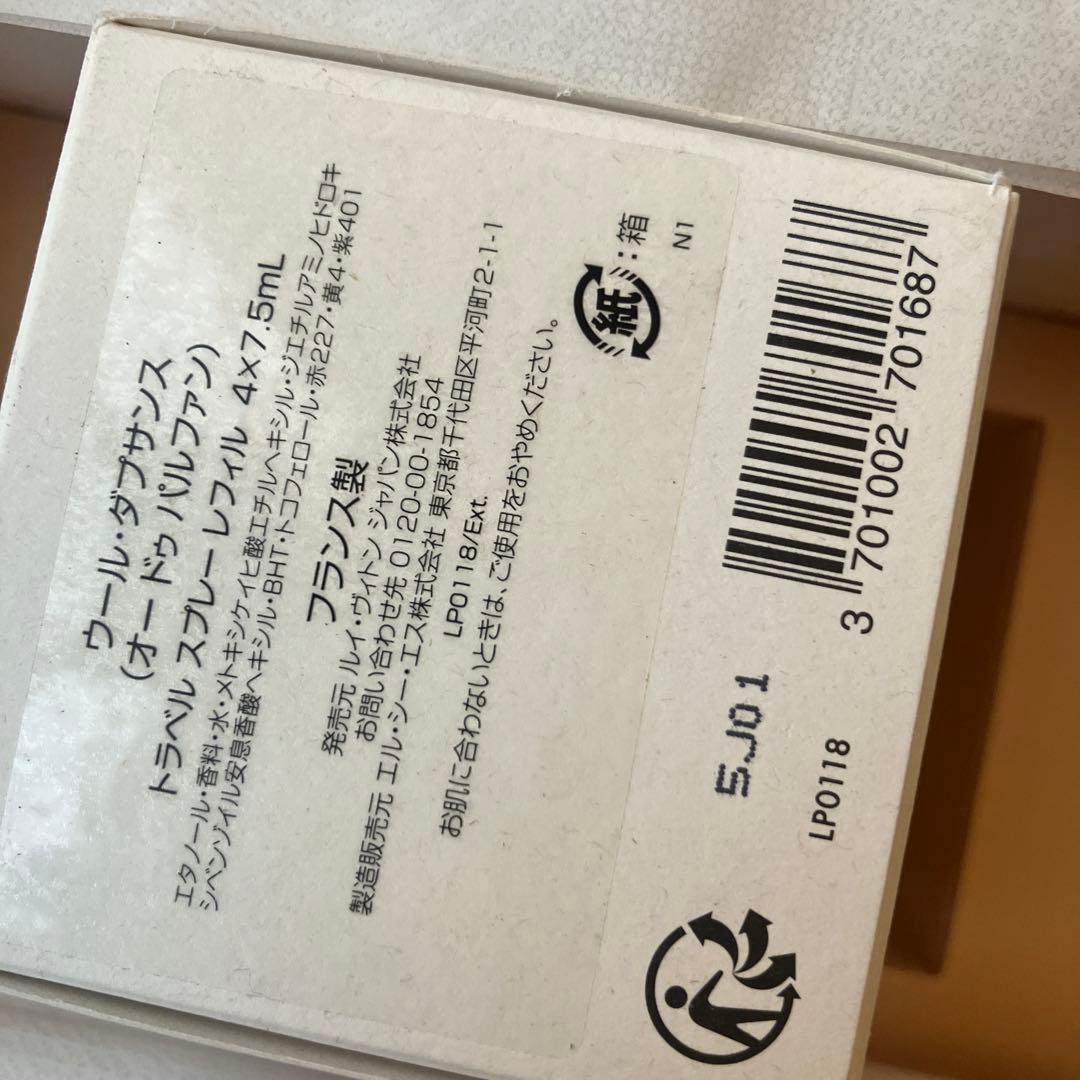 ウール・ダプサンス
(オー ドゥ パルファン)
トラベル スプレー レフィル 4×7.5mL
エタノール・香料・水・メトキシケイヒ酸エチルヘキシル・ジエチルアミノヒドロキ
シベンゾイル安息香酸ヘキシル・BHT・トコフェロール・赤227・黄4・紫401
フランス製
発売元 ルイ・ヴィトン ジャパン株式会社
お問い合わせ先 0120-00-1854
製造販売元 エル・シー・エス株式会社 東京都千代田区平河町2-1-1
LP0118/Ext.
お肌に合わないときは、ご使用をおやめください。
紙 : 箱
N1
3 701002 701687
5J01
LP0118